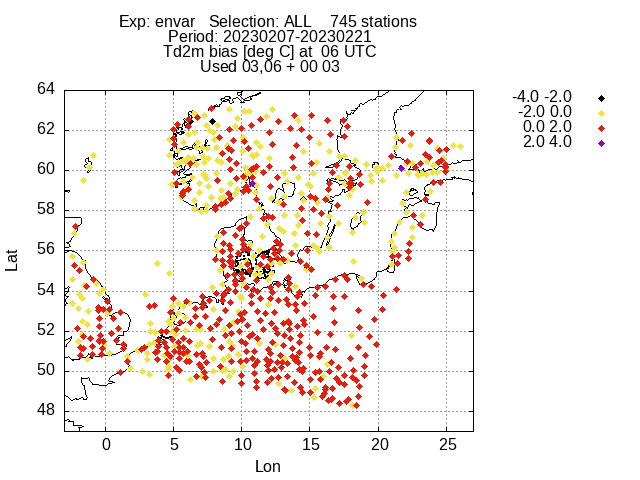 Exp: envar Selection: ALL 745 stations
Period: 20230207-20230221
Td2m bias [deg C] at 06 UTC
Used 03,06 + 00 03
-4.0 -2.0
-2.0 0.0
0.0 2.0
2.0 4.0
64
62
60
58
56
54
52
50
48
Lat
0 5 10 15 20 25
Lon